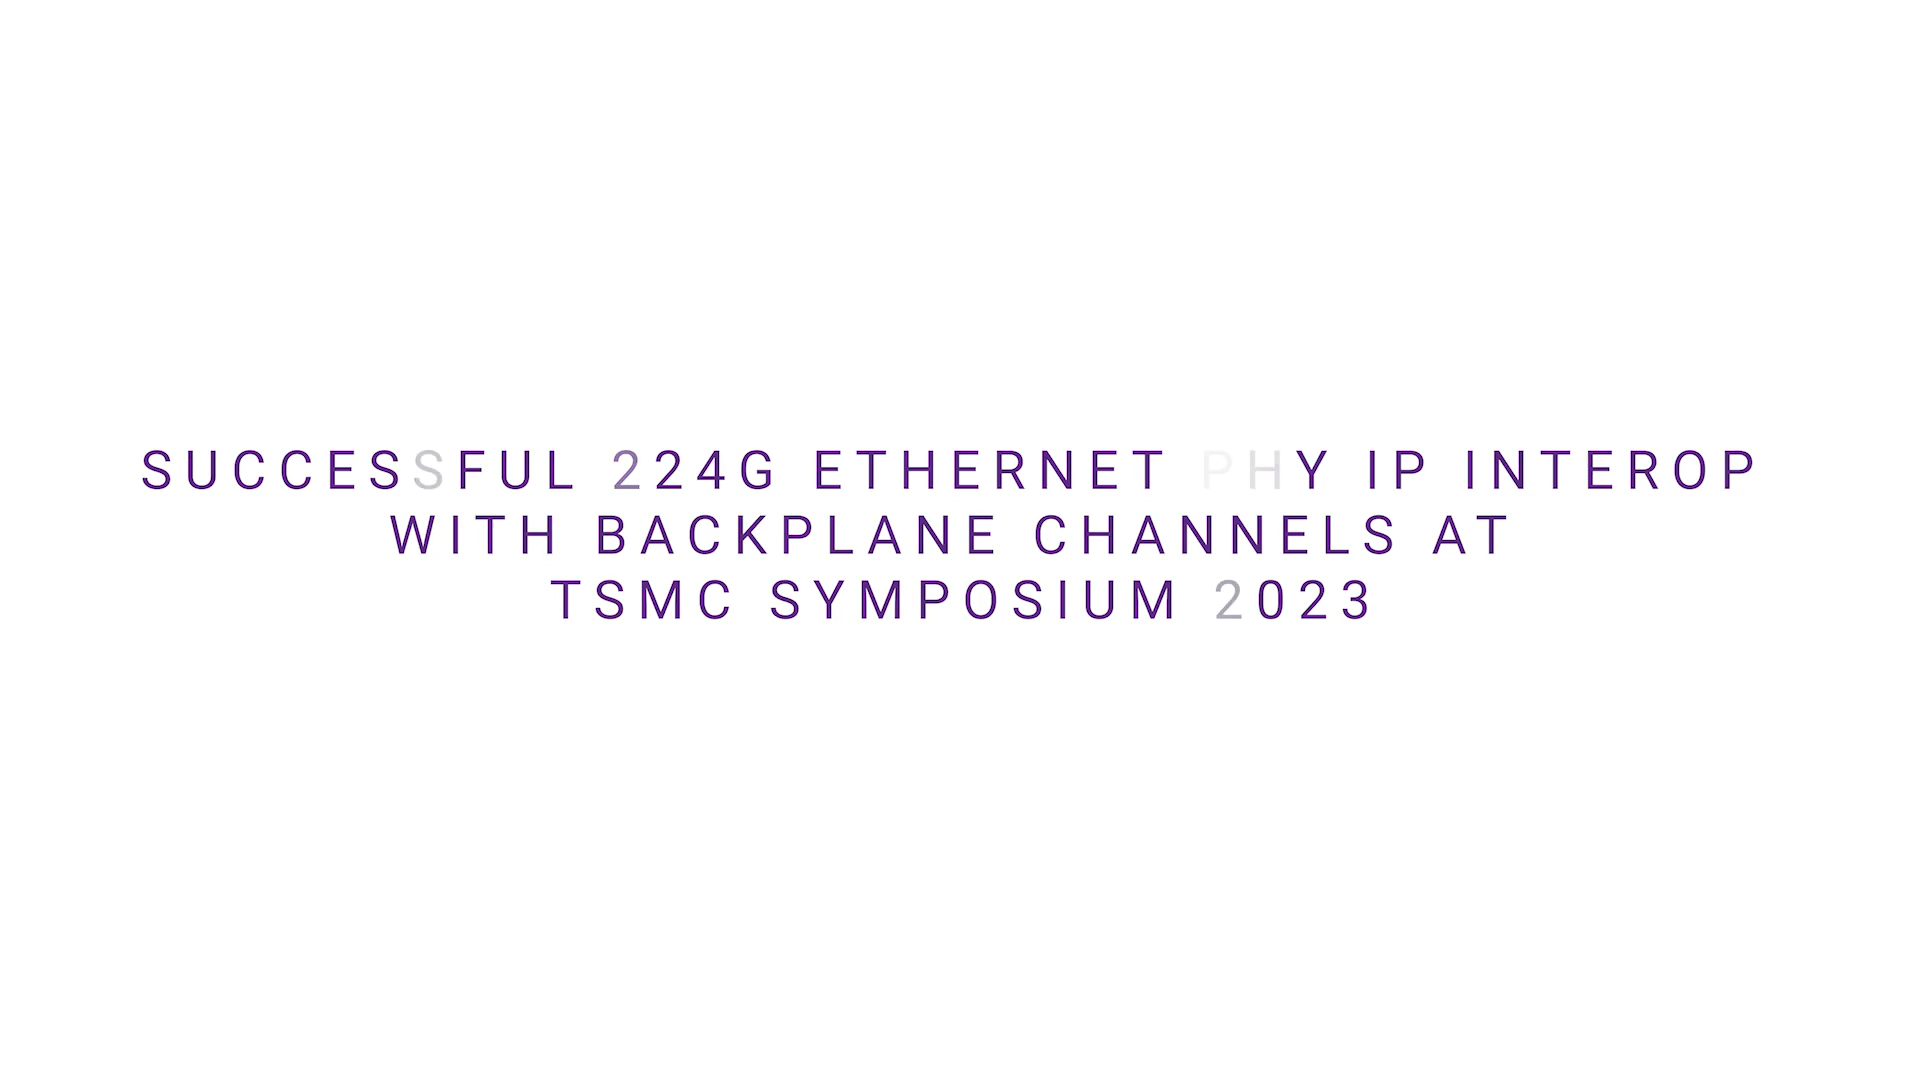 SUCCESSFUL 224G ETHERNET PHY IP INTEROP
WITH BACKPLANE CHANNELS AT
TSMC SYMPOSIUM 2023